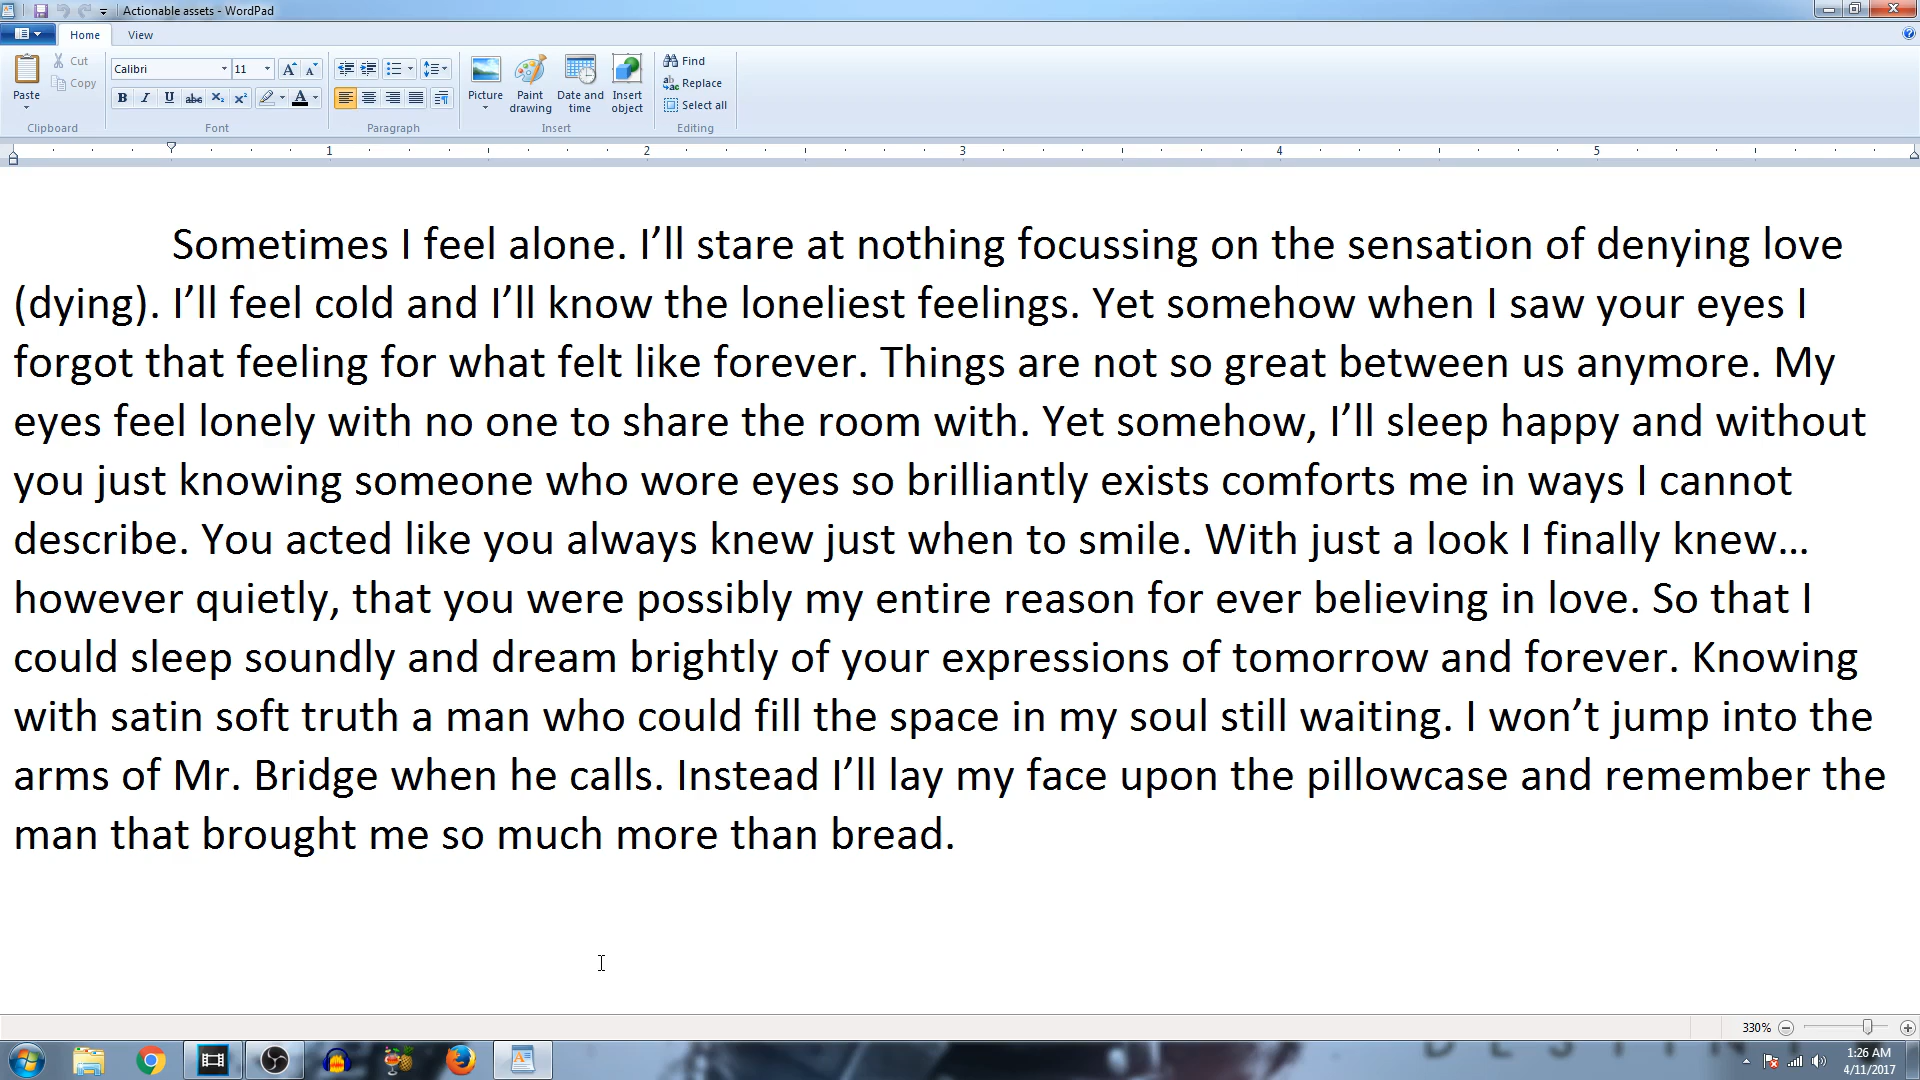 Actionable assets - WordPad
Home View
Paste Cut Copy
Clipboard
Calibri 11
B I U abc X₂ X² A
Font
Paragraph
Picture Paint drawing Date and time Insert object
Insert
Find
Replace
Select all
Editing
1 2 3 4 5
Sometimes I feel alone. I’ll stare at nothing focussing on the sensation of denying love
(dying). I’ll feel cold and I’ll know the loneliest feelings. Yet somehow when I saw your eyes I
forgot that feeling for what felt like forever. Things are not so great between us anymore. My
eyes feel lonely with no one to share the room with. Yet somehow, I’ll sleep happy and without
you just knowing someone who wore eyes so brilliantly exists comforts me in ways I cannot
describe. You acted like you always knew just when to smile. With just a look I finally knew…
however quietly, that you were possibly my entire reason for ever believing in love. So that I
could sleep soundly and dream brightly of your expressions of tomorrow and forever. Knowing
with satin soft truth a man who could fill the space in my soul still waiting. I won’t jump into the
arms of Mr. Bridge when he calls. Instead I’ll lay my face upon the pillowcase and remember the
man that brought me so much more than bread.
330%
1:26 AM
4/11/2017